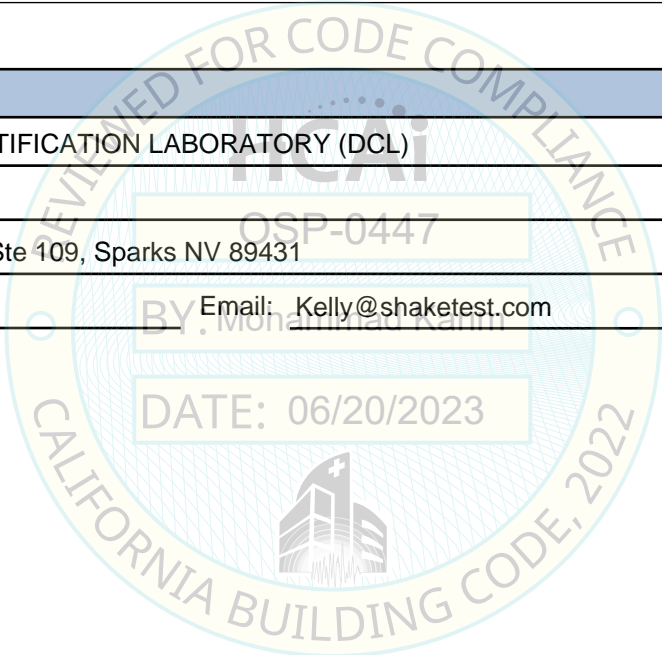 REVIEWED FOR CODE COMPLIANCE
HCAi
TIFICATION LABORATORY (DCL)
OSP-0447
Ste 109, Sparks NV 89431
Email: Kelly@shaketest.com
BY: Mohammad Karim
DATE: 06/20/2023
CALIFORNIA BUILDING CODE, 2022